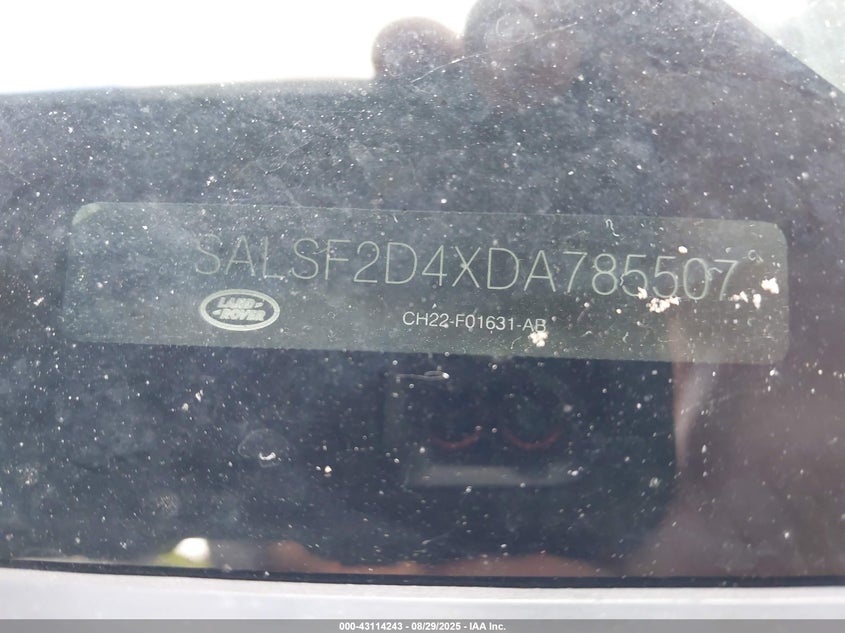 SALSF2D4XDA785507
LAND
ROVER
CH22-F01631-AB
000-43114243 - 08/29/2025 - IAA Inc.